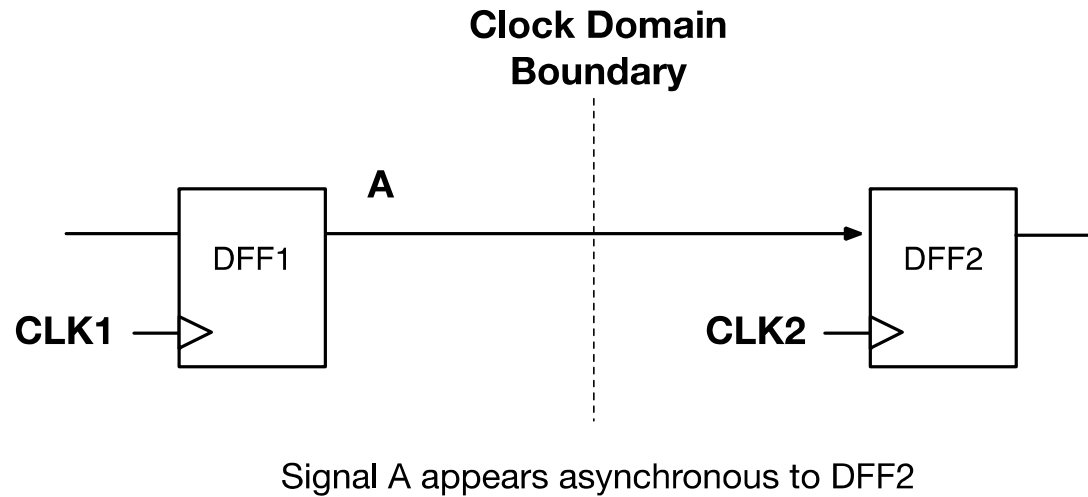 Clock Domain
Boundary
A
DFF1
DFF2
CLK1
CLK2
Signal A appears asynchronous to DFF2